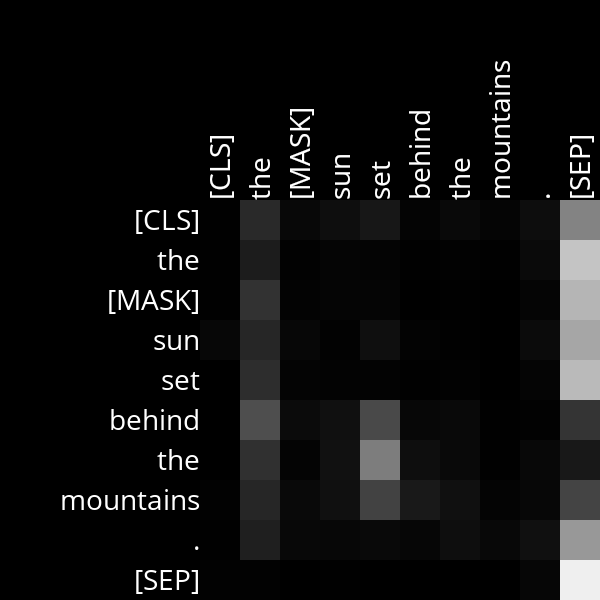 [CLS]
the
[MASK]
sun
set
behind
the
mountains
.
[SEP]
[CLS]
the
[MASK]
sun
set
behind
the
mountains
.
[SEP]